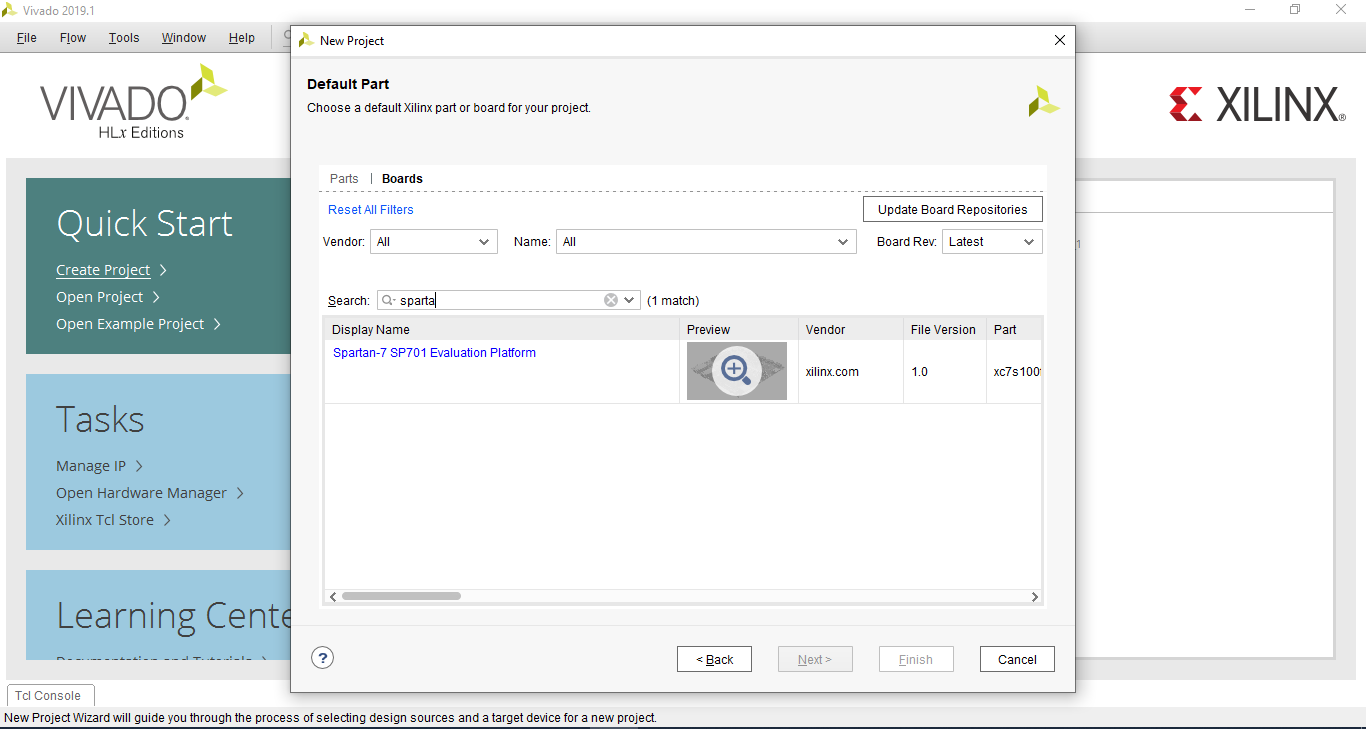 Vivado 2019.1
File Flow Tools Window Help
New Project
VIVADO.
HLx Editions
XILINX®
Default Part
Choose a default Xilinx part or board for your project.
Parts | Boards
Reset All Filters
Update Board Repositories
Vendor: All Name: All Board Rev: Latest
Search: sparta (1 match)
Display Name Preview Vendor File Version Part
Spartan-7 SP701 Evaluation Platform
xilinx.com 1.0 xc7s100
Quick Start
Create Project >
Open Project >
Open Example Project >
Tasks
Manage IP >
Open Hardware Manager >
Xilinx Tcl Store >
Learning Cente
Documentation and Tutorials >
? < Back Next > Finish Cancel
Tcl Console
New Project Wizard will guide you through the process of selecting design sources and a target device for a new project.